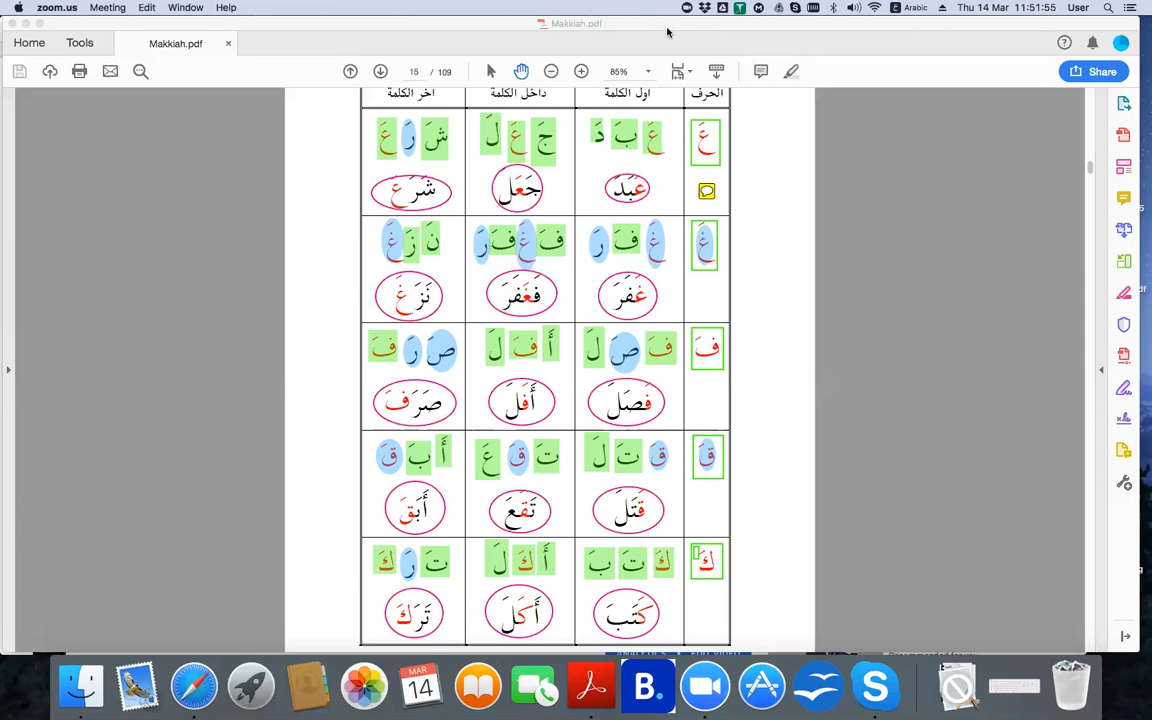 zoom.us Meeting Edit Window Help Arabic Thu 14 Mar 11:51:55 User
Makkiah.pdf
Home Tools Makkiah.pdf ×
15 / 109 85% Share
الحرف اول الكلمة داخل الكلمة اخر الكلمة
عَ عَ بَ دَ جَ عَ لَ شَ رَ عَ
عَبَدَ جَعَلَ شَرَعَ
غَ غَ فَ رَ فَ غَ فَ رَ نَ زَ غَ
غَفَرَ فَغَفَرَ نَزَغَ
فَ فَ صَ لَ أَ فَ لَ صَ رَ فَ
فَصَلَ أَفَلَ صَرَفَ
قَ قَ تَ لَ تَ قَ عَ أَ بَ قَ
قَتَلَ تَقَعَ أَبَقَ
كَ كَ تَ بَ أَ كَ لَ تَ رَ كَ
كَتَبَ أَكَلَ تَرَكَ
MAR
14
B.